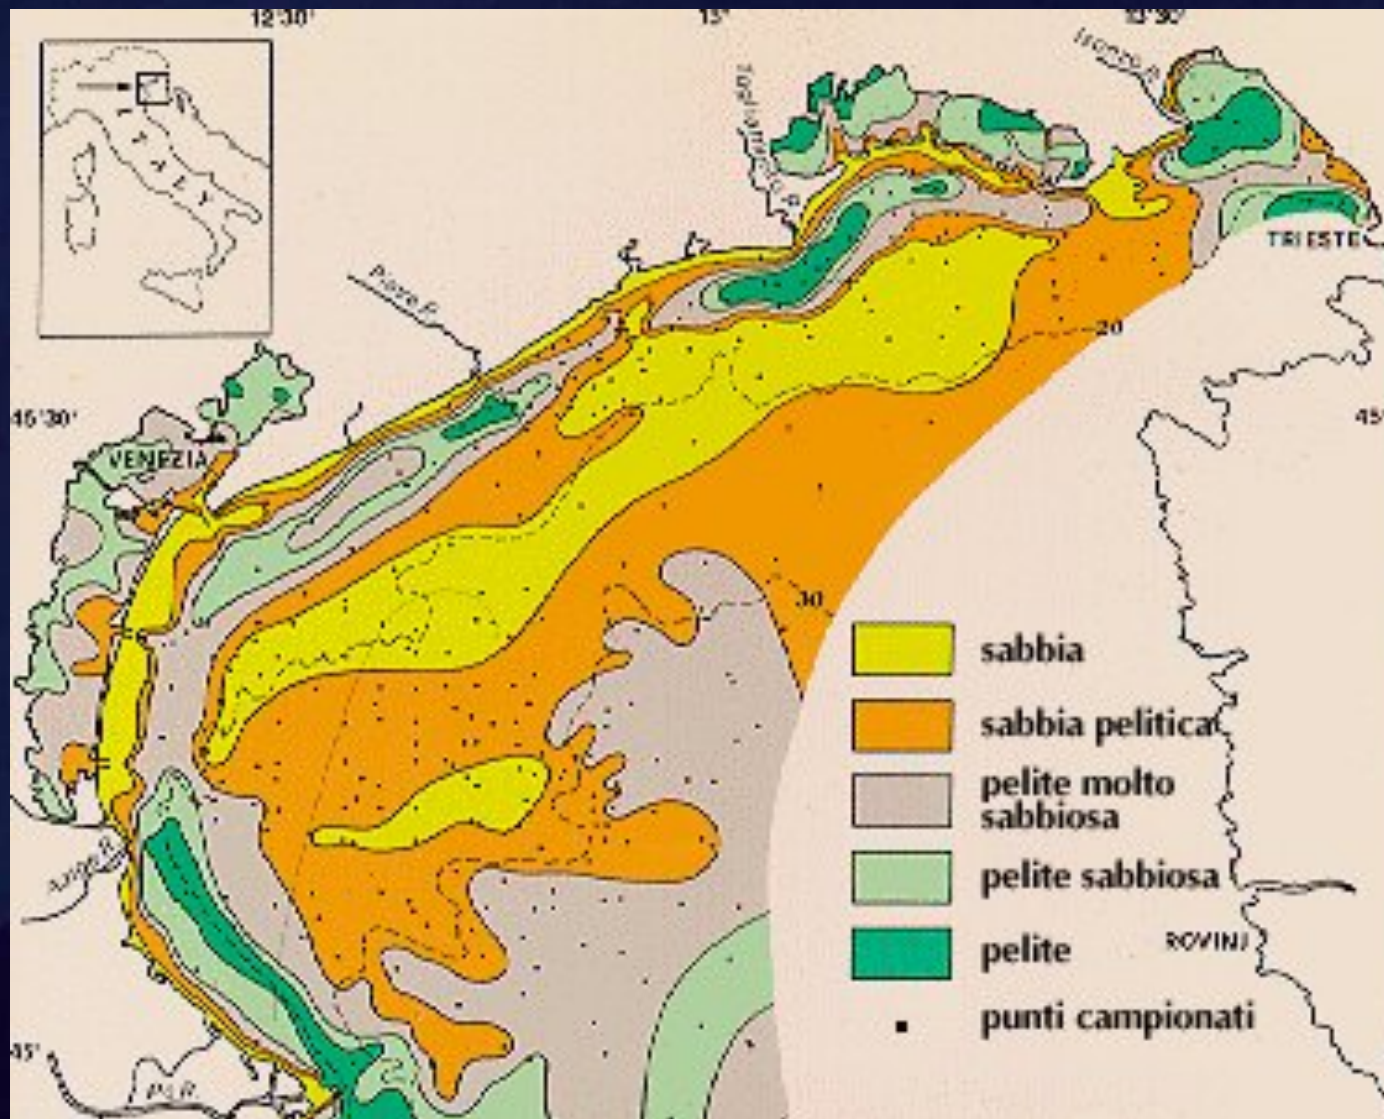 12°30'
13°
13°30'
Isonzo R.
Tagliamento R.
ITALY
TRIESTE
Piave R.
20
45°30'
45°
VENEZIA
30
sabbia
sabbia pelitica
pelite molto
sabbiosa
pelite sabbiosa
pelite
punti campionati
Adige R.
ROVINJ
45°
Po R.